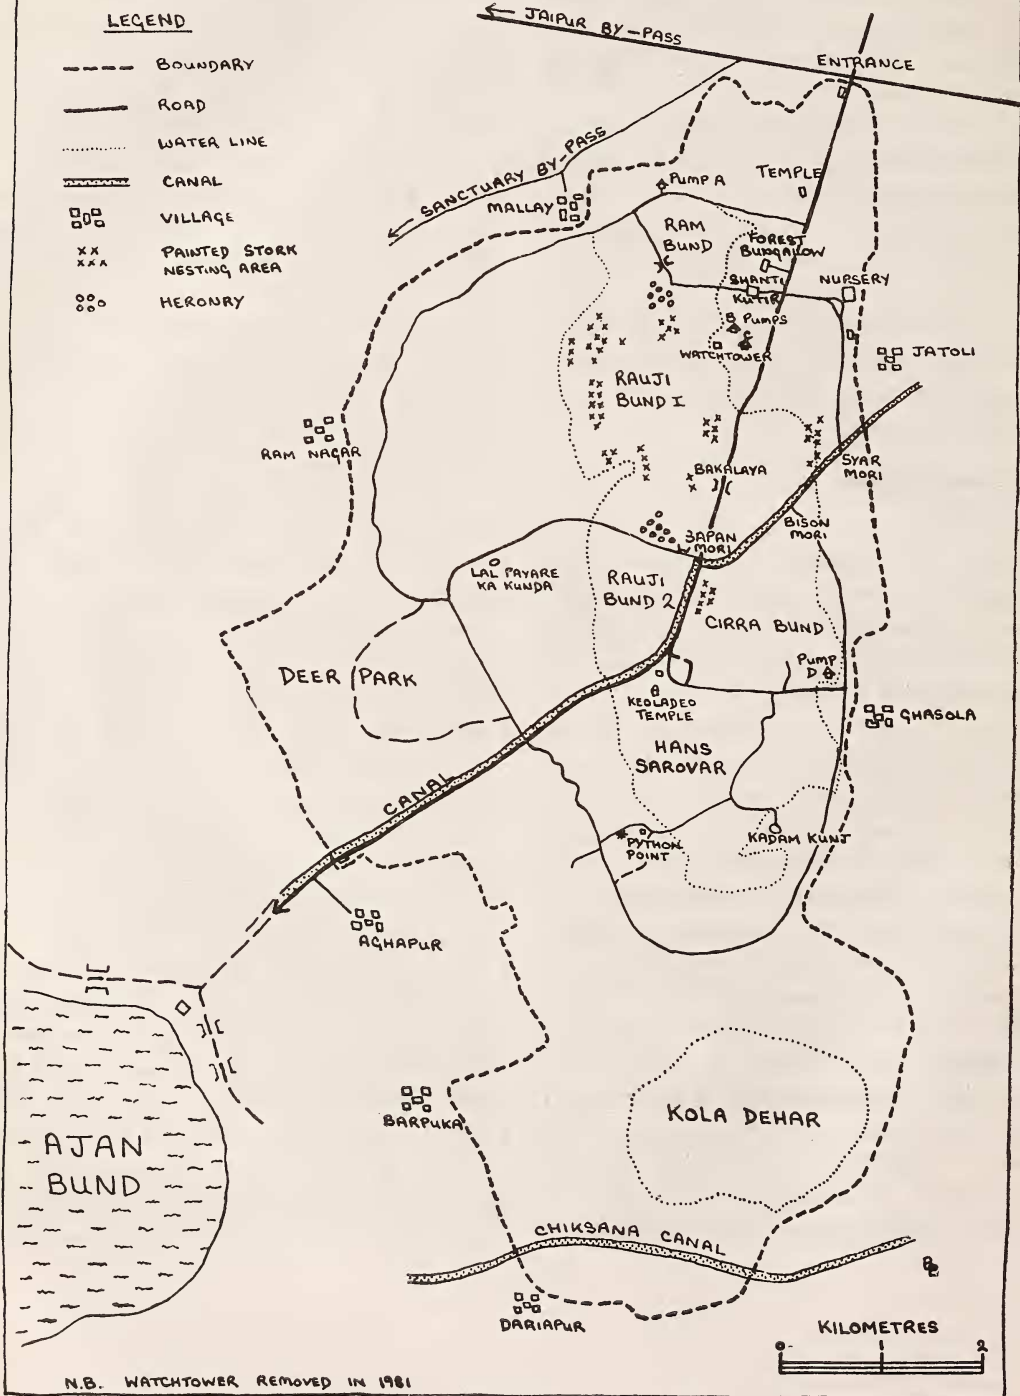 LEGEND
BOUNDARY
ROAD
WATER LINE
CANAL
VILLAGE
PAINTED STORK
NESTING AREA
HERONRY
← JAIPUR BY-PASS
ENTRANCE
SANCTUARY BY-PASS
MALLAY
PUMP A
TEMPLE
RAM
BUND
FOREST
BUNGALOW
SHANTI
KUTIR
NURSERY
B PUMPS
C
WATCHTOWER
JATOLI
RAUJI
BUND I
RAM NAGAR
BAKALAYA
SYAR
MORI
BISON
MORI
SAPAN
MORI
LAL PAYARE
KA KUNDA
RAUJI
BUND 2
CIRRA BUND
DEER PARK
PUMP
D
KEOLADEO
TEMPLE
GHASOLA
HANS
SAROVAR
CANAL
PYTHON
POINT
KADAM KUNJ
AGHAPUR
BARPUKA
KOLA DEHAR
AJAN
BUND
CHIKSANA CANAL
DARIAPUR
KILOMETRES
0 2
N.B. WATCHTOWER REMOVED IN 1981